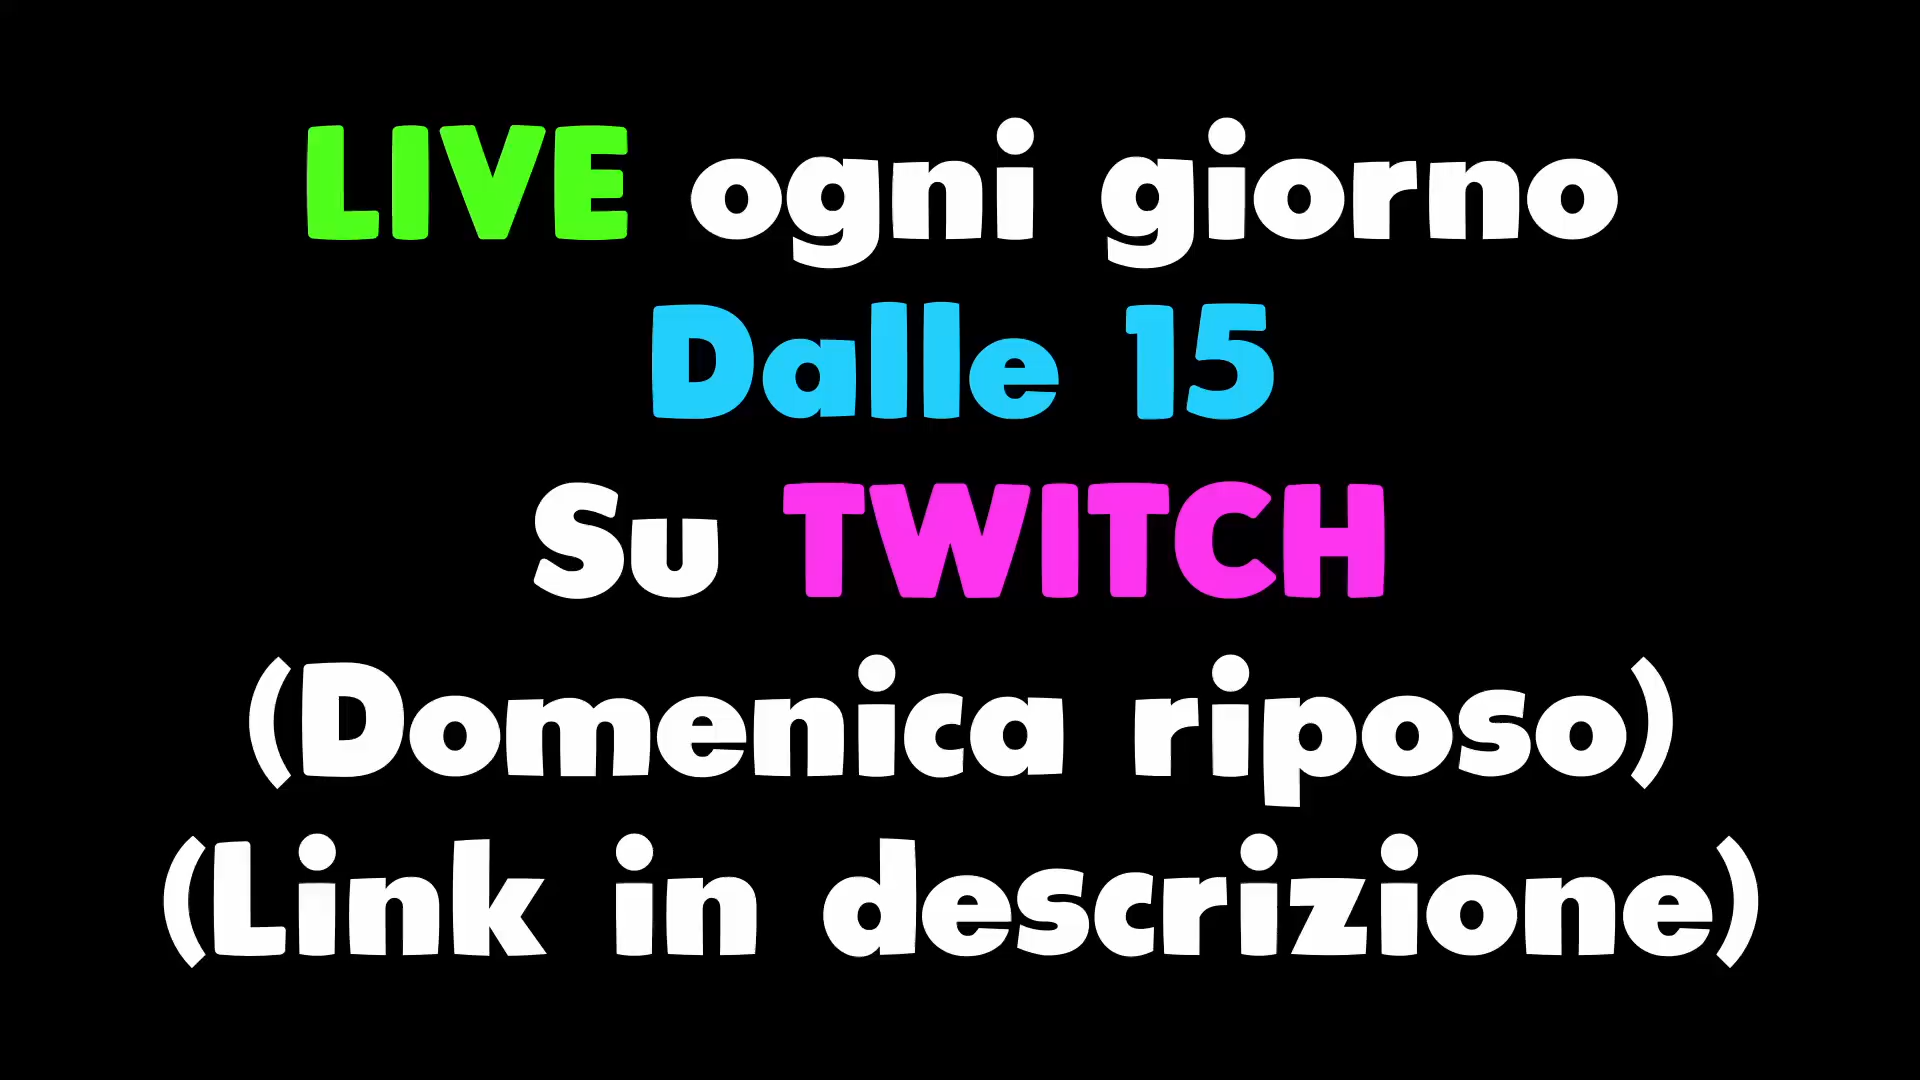 LIVE ogni giorno
Dalle 15
Su TWITCH
(Domenica riposo)
(Link in descrizione)